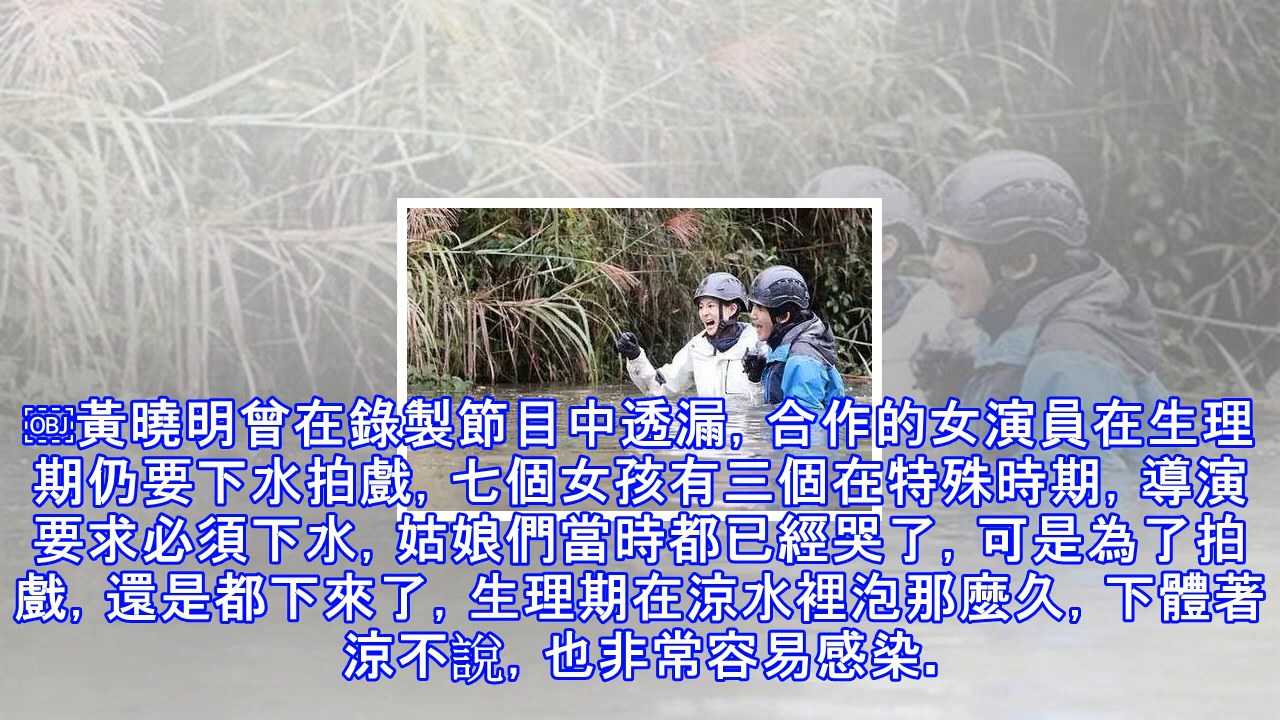 黃曉明曾在錄製節目中透漏, 合作的女演員在生理
期仍要下水拍戲, 七個女孩有三個在特殊時期, 導演
要求必須下水, 姑娘們當時都已經哭了, 可是為了拍
戲, 還是都下來了, 生理期在涼水裡泡那麼久, 下體著
涼不說, 也非常容易感染.